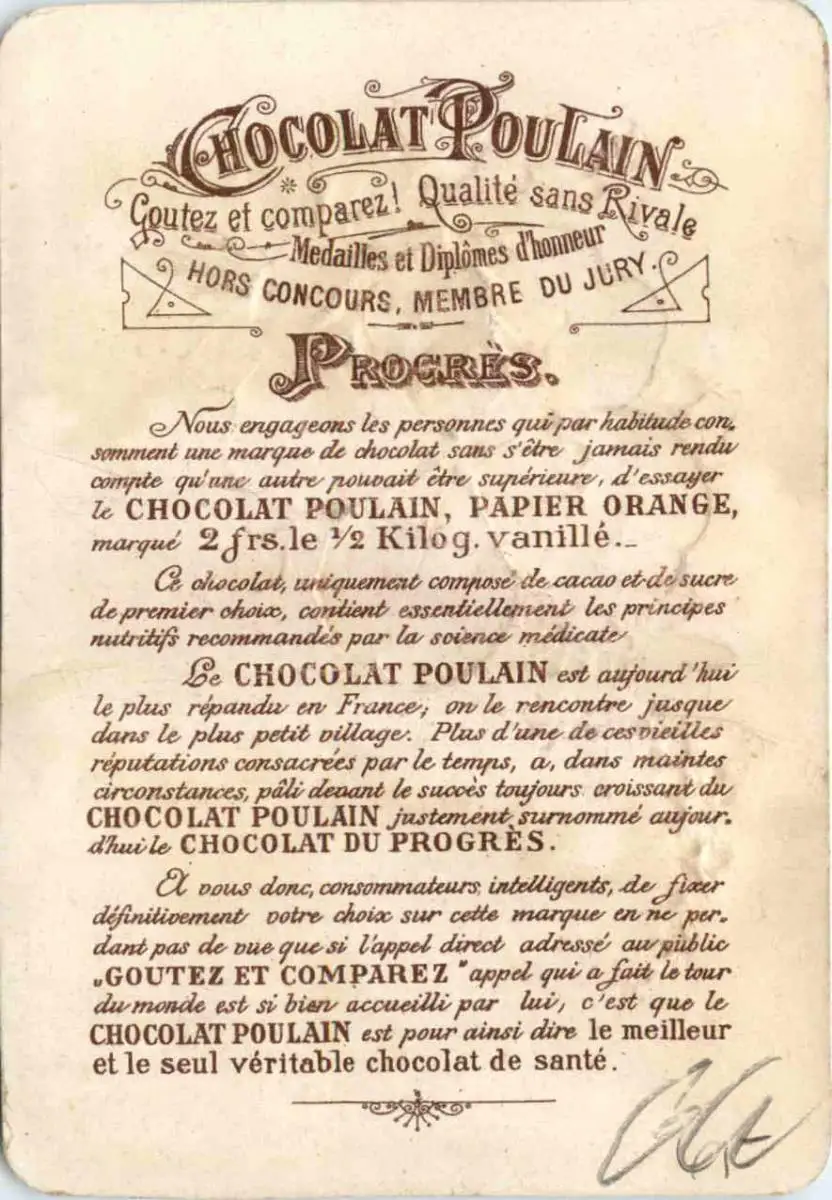 CHOCOLAT POULAIN
Goutez et comparez! Qualité sans Rivale
Medailles et Diplômes d'honneur
HORS CONCOURS, MEMBRE DU JURY.
PROGRÈS.
Nous engageons les personnes qui par habitude con.
somment une marque de chocolat sans s'être jamais rendu
compte qu'une autre pouvait être supérieure, d'essayer
le CHOCOLAT POULAIN, PAPIER ORANGE,
marqué 2 frs. le ½ Kilog. vanillé._
Ce chocolat, uniquement composé de cacao et de sucre
de premier choix, contient essentiellement les principes
nutritifs recommandés par la science médicale
Le CHOCOLAT POULAIN est aujourd'hui
le plus répandu en France; on le rencontre jusque
dans le plus petit village. Plus d'une de ces vieilles
réputations consacrées par le temps, a, dans maintes
circonstances, pâli devant le succès toujours croissant du
CHOCOLAT POULAIN justement surnommé aujour.
d'hui le CHOCOLAT DU PROGRÈS.
A vous donc, consommateurs intelligents, de fixer
définitivement votre choix sur cette marque en ne per.
dant pas de vue que si l'appel direct adressé au public
„GOUTEZ ET COMPAREZ" appel qui a fait le tour
du monde est si bien accueilli par lui, c'est que le
CHOCOLAT POULAIN est pour ainsi dire le meilleur
et le seul véritable chocolat de santé.